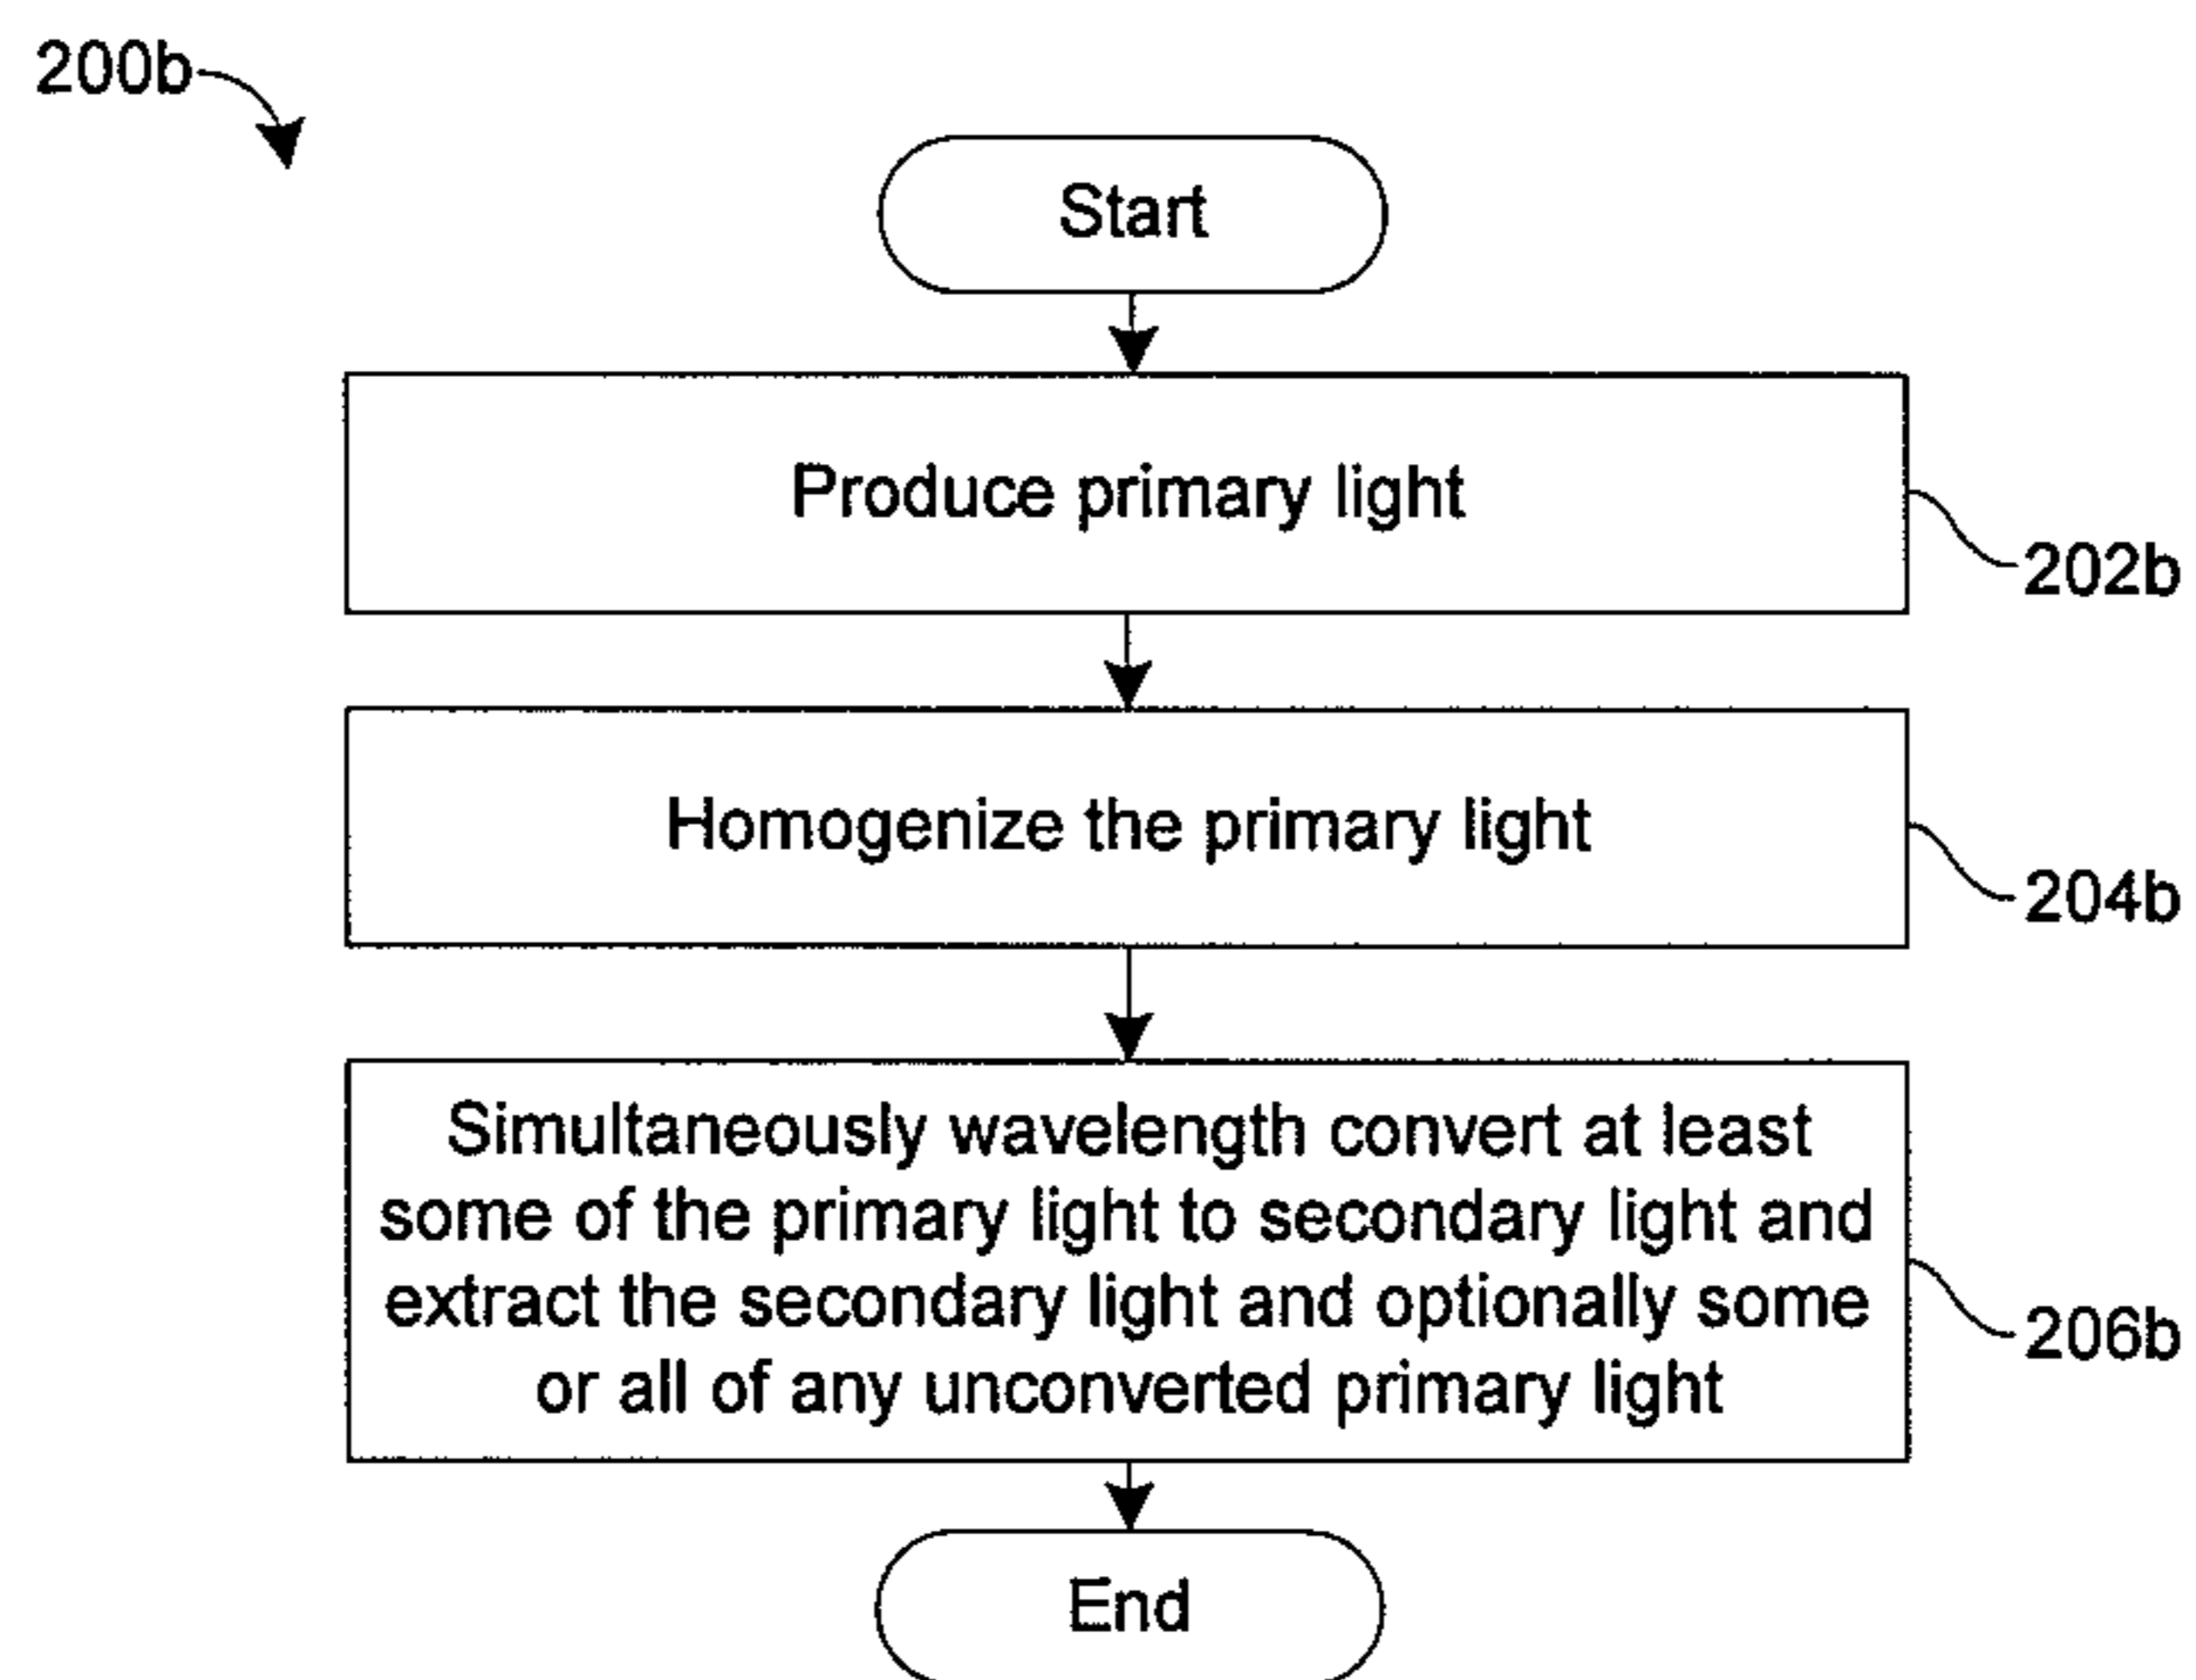 200b
Start
Produce primary light
202b
Homogenize the primary light
204b
Simultaneously wavelength convert at least
some of the primary light to secondary light and
extract the secondary light and optionally some
or all of any unconverted primary light
206b
End